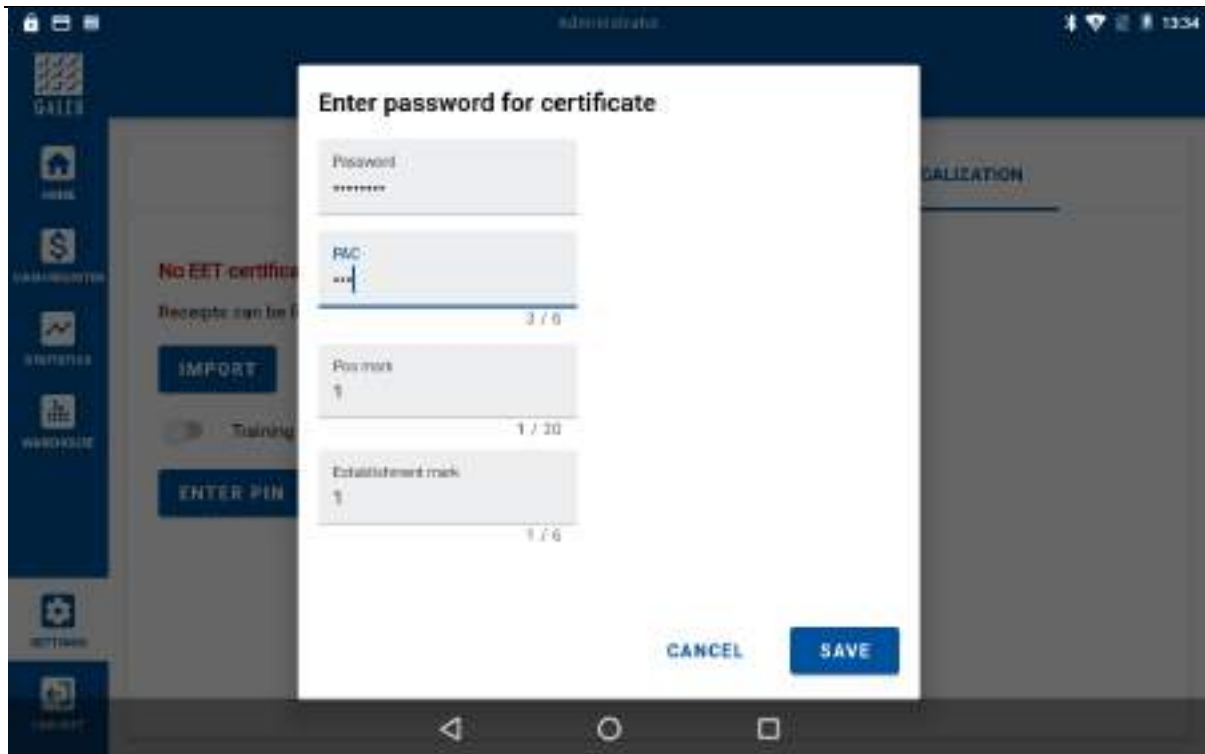 Administrator
13:34
GALEB
Enter password for certificate
HOME
Password
••••••••
GALIZATION
PAC
•••
3 / 6
CASH REGISTER
No EET certifica
Receipts can be
STATISTICS
IMPORT
Pos mark
1
1 / 20
WAREHOUSE
Training
Establishment mark
1
1 / 6
ENTER PIN
SETTINGS
CANCEL
SAVE